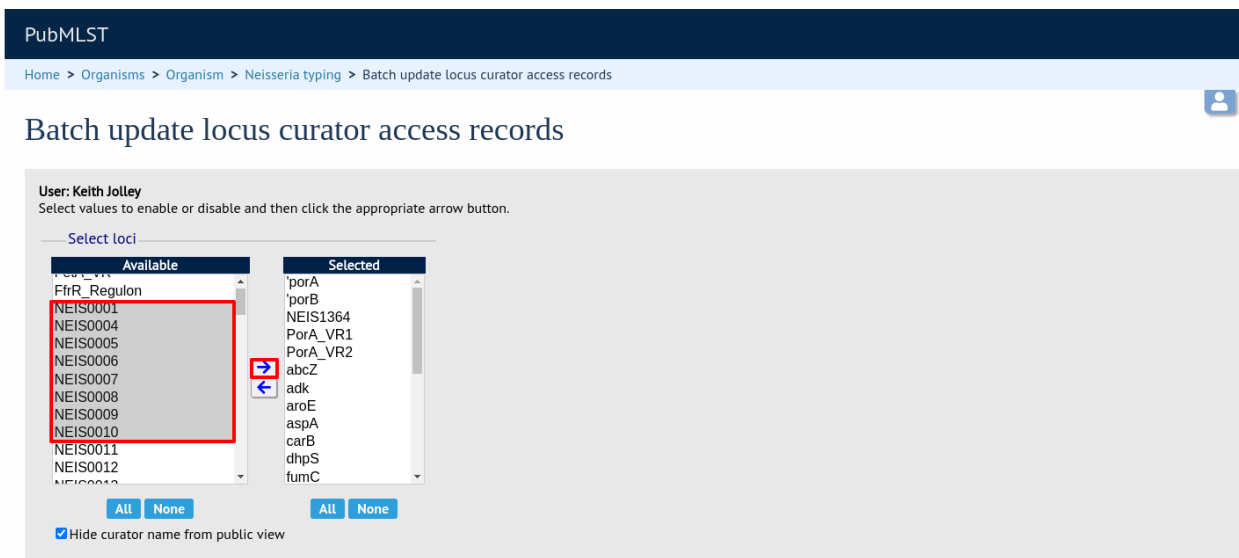 PubMLST
Home > Organisms > Organism > Neisseria typing > Batch update locus curator access records
Batch update locus curator access records
User: Keith Jolley
Select values to enable or disable and then click the appropriate arrow button.
Select loci
Available
FfrR_Regulon
NEIS0001
NEIS0004
NEIS0005
NEIS0006
NEIS0007
NEIS0008
NEIS0009
NEIS0010
NEIS0011
NEIS0012
Selected
'porA
'porB
NEIS1364
PorA_VR1
PorA_VR2
abcZ
adk
aroE
aspA
carB
dhpS
fumC
All None
All None
Hide curator name from public view